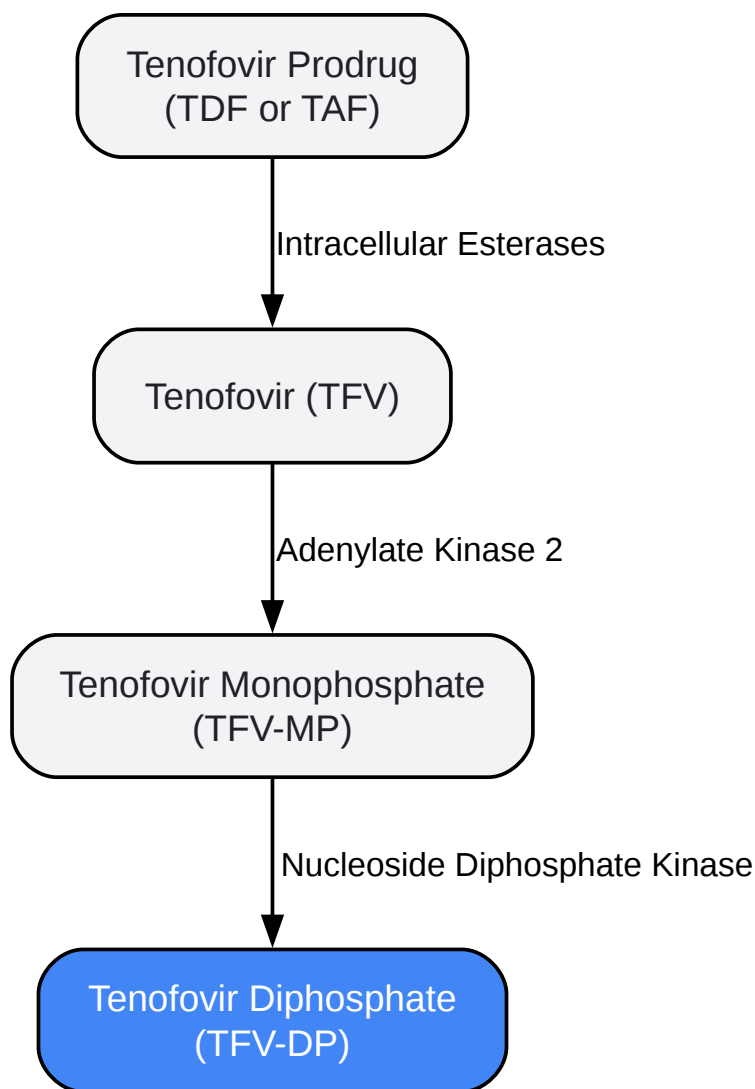 Tenofovir Prodrug
(TDF or TAF)
Intracellular Esterases
Tenofovir (TFV)
Adenylate Kinase 2
Tenofovir Monophosphate
(TFV-MP)
Nucleoside Diphosphate Kinase
Tenofovir Diphosphate
(TFV-DP)